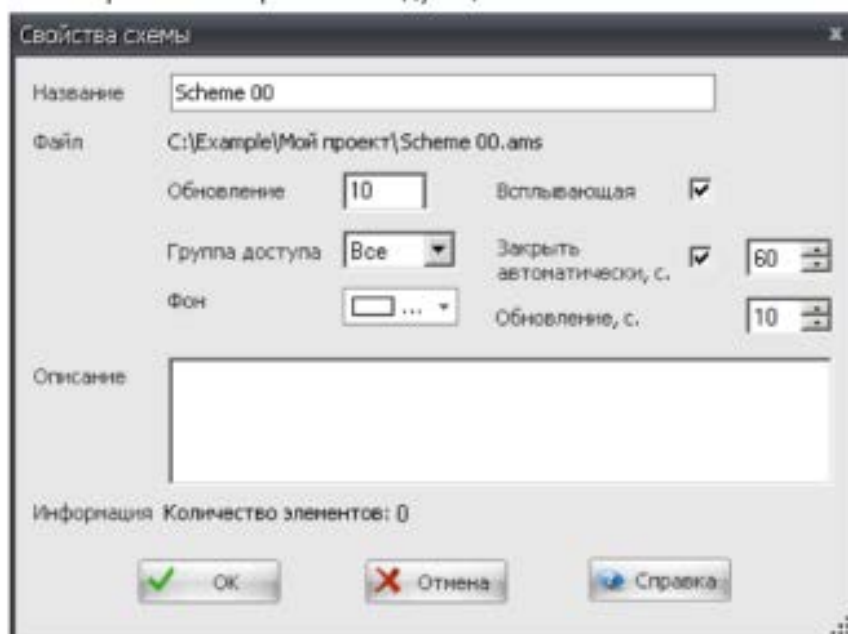 Свойства схемы
Название Scheme 00
Файл C:\Example\Мой проект\Scheme 00.ams
Обновление 10 Всплывающая
Группа доступа Все Закрыть автоматически, с. 60
Фон ... Обновление, с. 10
Описание
Информация Количество элементов: 0
ОК Отмена Справка